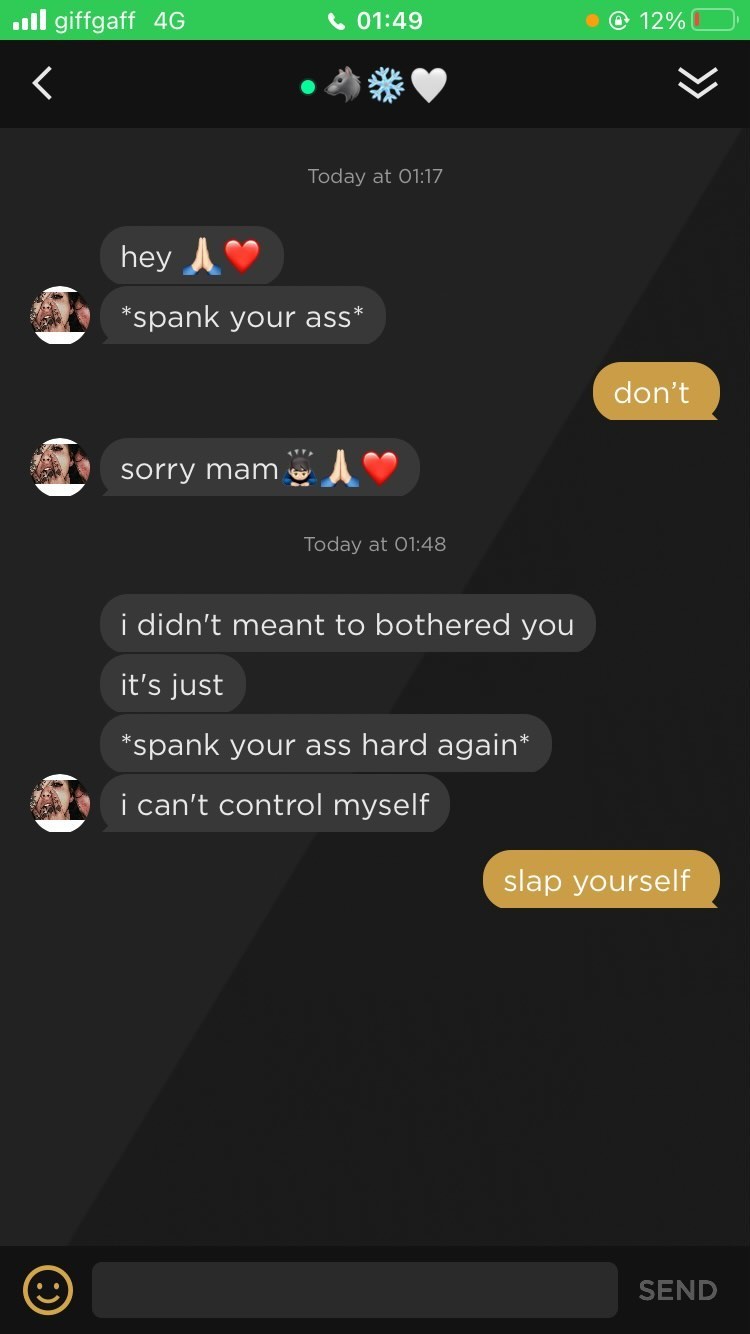 giffgaff 4G 01:49 12%
🐺❄️🤍
Today at 01:17
hey 🙏🏻❤️
*spank your ass*
don't
sorry mam🙇🏻🙏🏻❤️
Today at 01:48
i didn't meant to bothered you
it's just
*spank your ass hard again*
i can't control myself
slap yourself
SEND